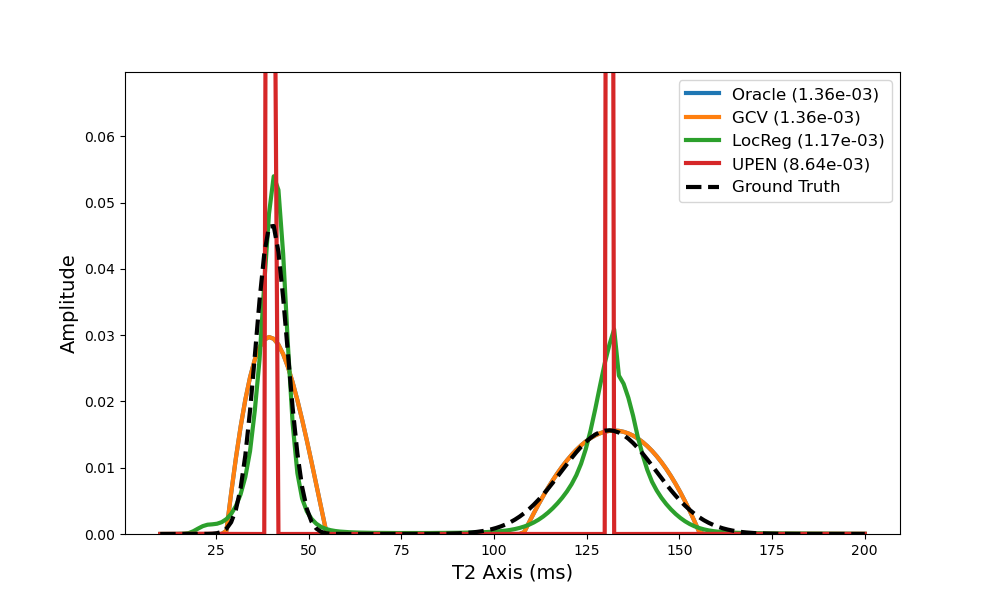 Oracle (1.36e-03)
GCV (1.36e-03)
LocReg (1.17e-03)
UPEN (8.64e-03)
Ground Truth
Amplitude
0.06
0.05
0.04
0.03
0.02
0.01
0.00
25 50 75 100 125 150 175 200
T2 Axis (ms)